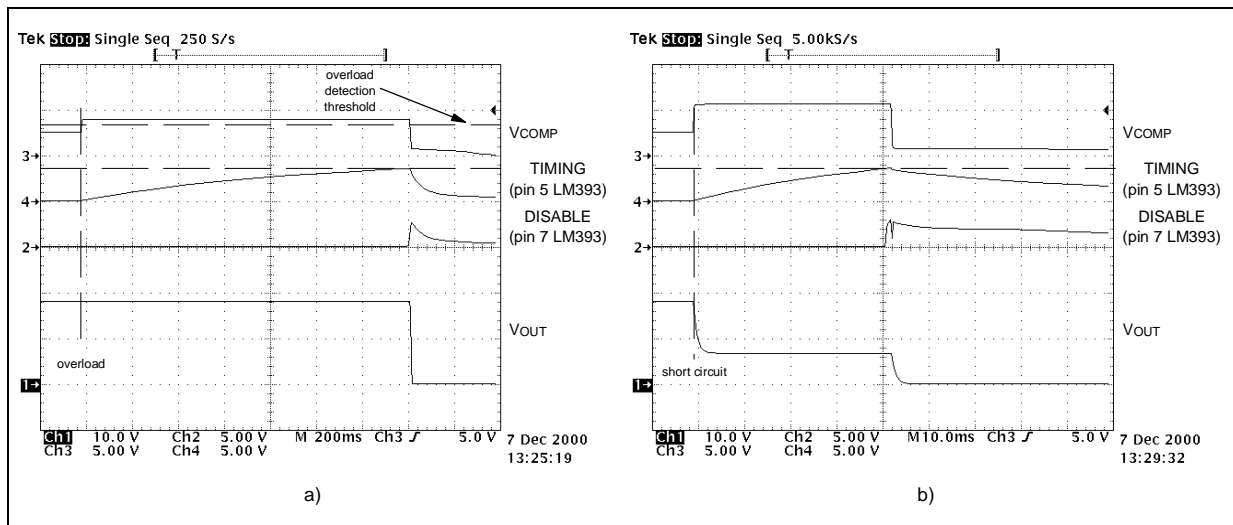 Tek Stop: Single Seq 250 S/s
[ T ]
overload
detection
threshold
VCOMP
3
TIMING
(pin 5 LM393)
4
DISABLE
(pin 7 LM393)
2
VOUT
overload
1
Ch1 10.0 V Ch2 5.00 V M 200ms Ch3 5.0 V
Ch3 5.00 V Ch4 5.00 V
7 Dec 2000
13:25:19
a)
Tek Stop: Single Seq 5.00kS/s
[ T ]
VCOMP
3
TIMING
(pin 5 LM393)
4
DISABLE
(pin 7 LM393)
2
VOUT
short circuit
1
Ch1 10.0 V Ch2 5.00 V M10.0ms Ch3 5.0 V
Ch3 5.00 V Ch4 5.00 V
7 Dec 2000
13:29:32
b)